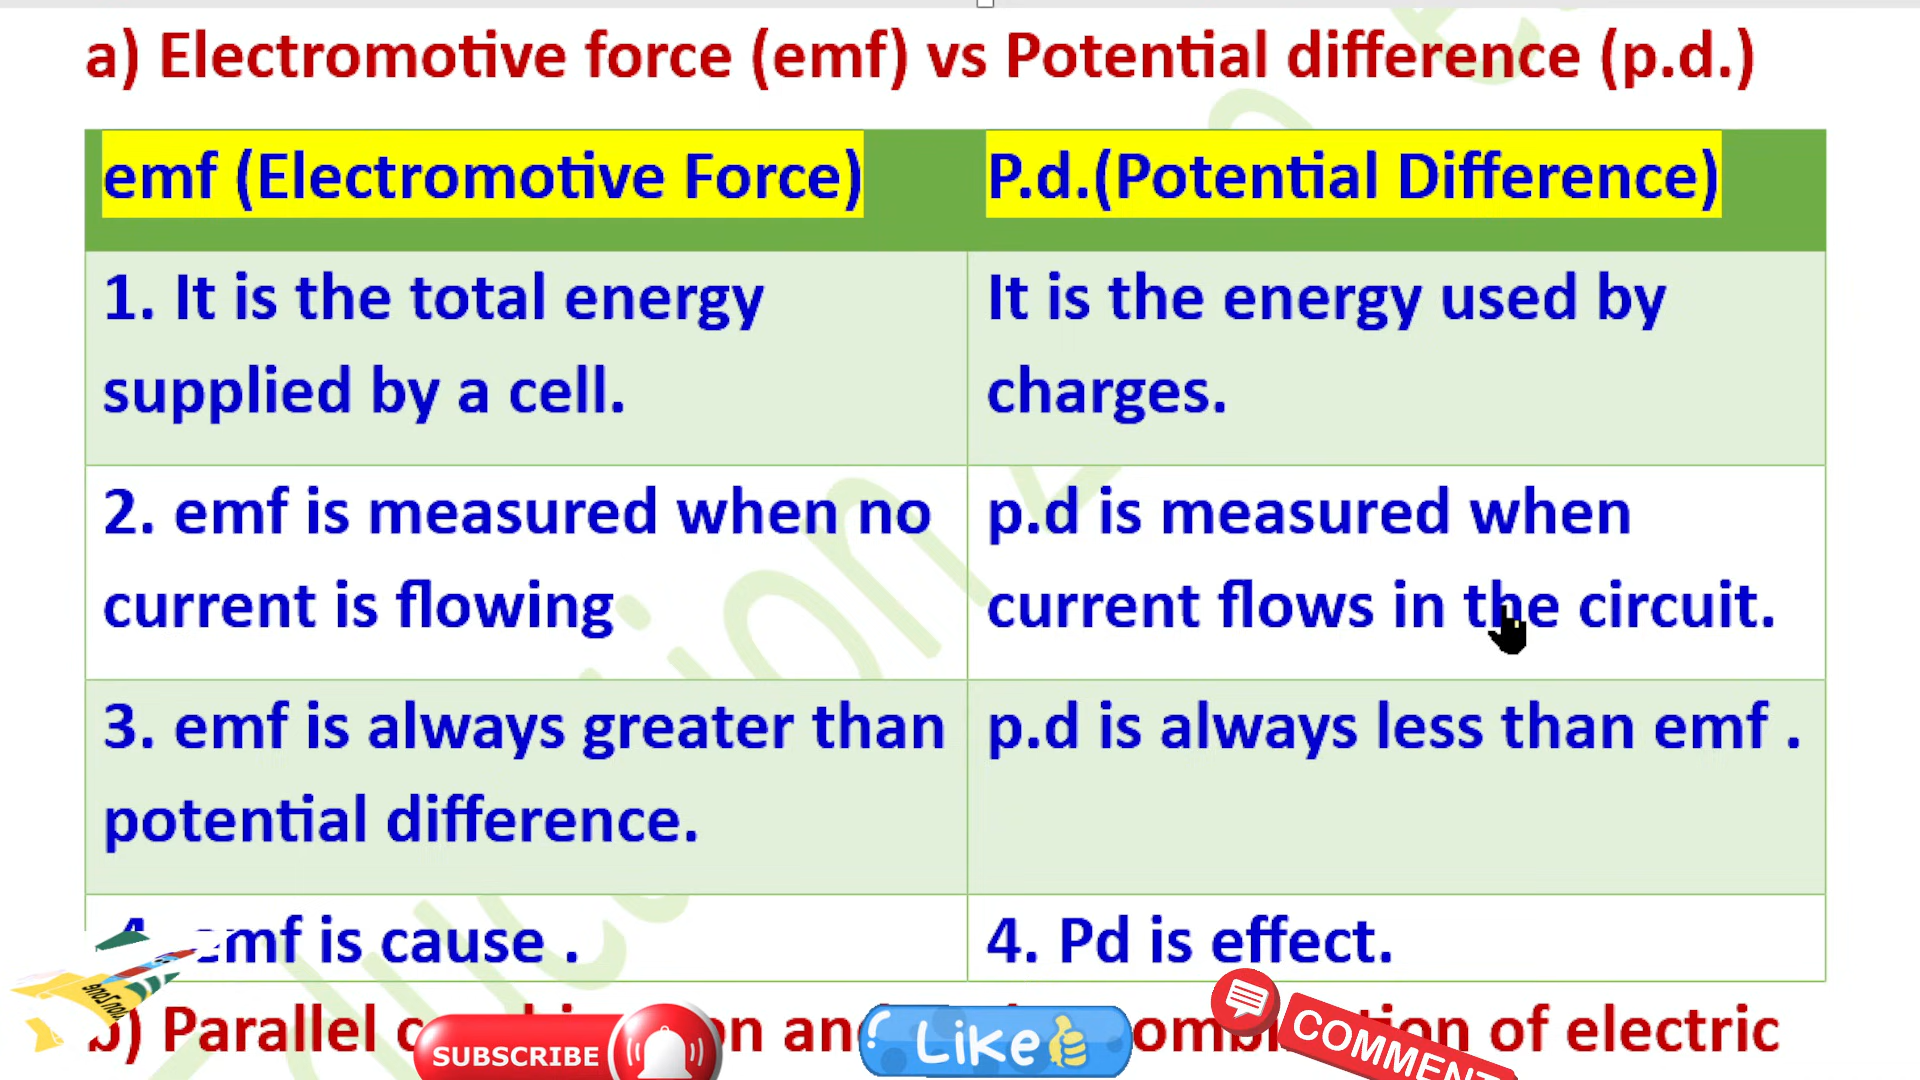 a) Electromotive force (emf) vs Potential difference (p.d.)
emf (Electromotive Force)
P.d.(Potential Difference)
1. It is the total energy
supplied by a cell.
It is the energy used by
charges.
2. emf is measured when no
current is flowing
p.d is measured when
current flows in the circuit.
3. emf is always greater than
potential difference.
p.d is always less than emf .
4. emf is cause .
4. Pd is effect.
b) Parallel of electric
SUBSCRIBE
Like
COMMENT